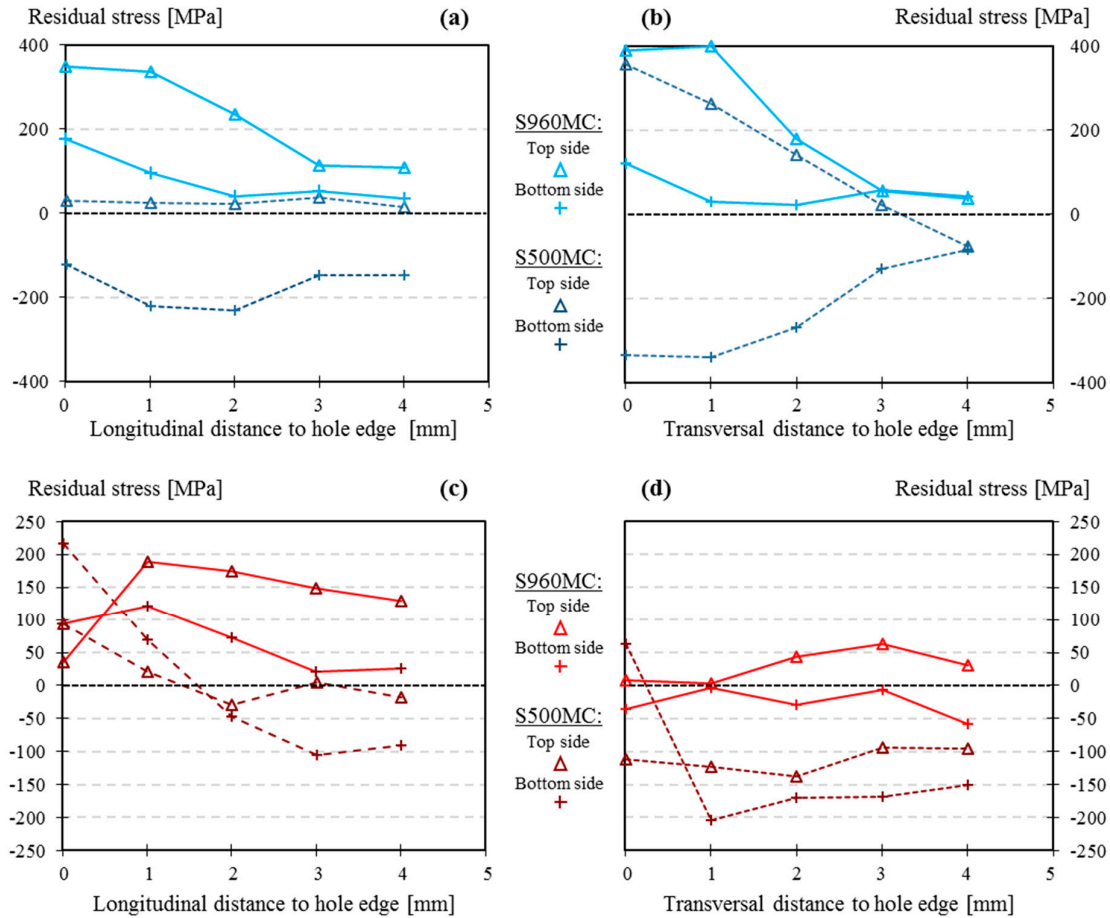 Residual stress [MPa] (a)
400
200
0
-200
-400
0 1 2 3 4 5
Longitudinal distance to hole edge [mm]
S960MC:
Top side
Bottom side
S500MC:
Top side
Bottom side
(b) Residual stress [MPa]
400
200
0
-200
-400
0 1 2 3 4 5
Transversal distance to hole edge [mm]
Residual stress [MPa] (c)
250
200
150
100
50
0
-50
-100
-150
-200
-250
0 1 2 3 4 5
Longitudinal distance to hole edge [mm]
S960MC:
Top side
Bottom side
S500MC:
Top side
Bottom side
(d) Residual stress [MPa]
250
200
150
100
50
0
-50
-100
-150
-200
-250
0 1 2 3 4 5
Transversal distance to hole edge [mm]